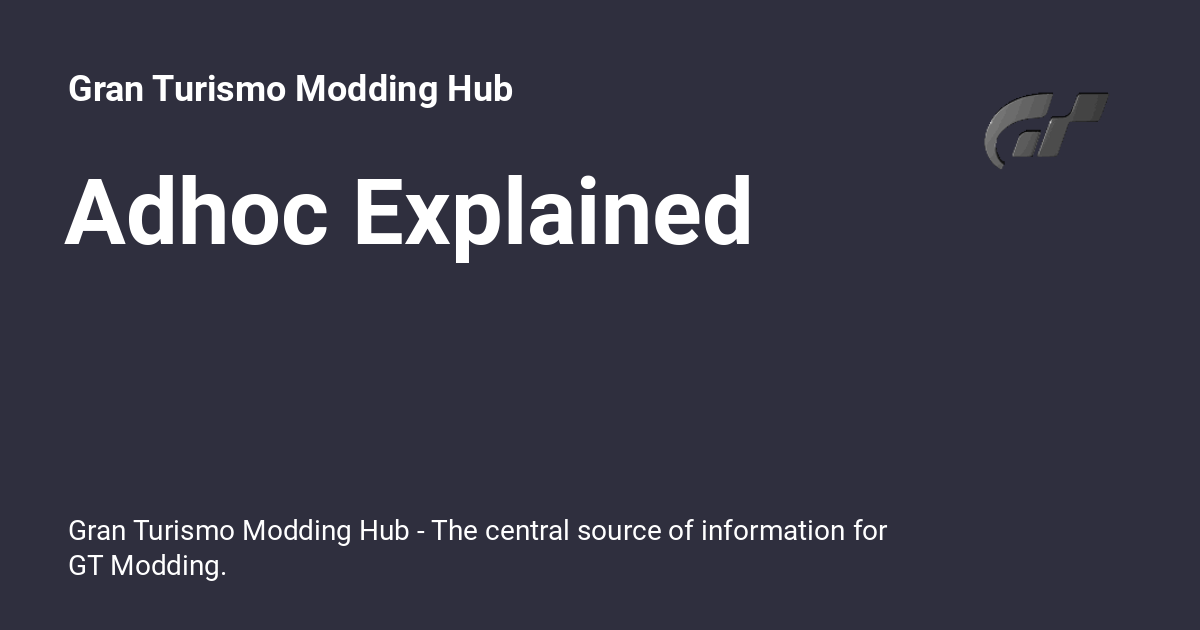 Gran Turismo Modding Hub
Adhoc Explained
Gran Turismo Modding Hub - The central source of information for
GT Modding.